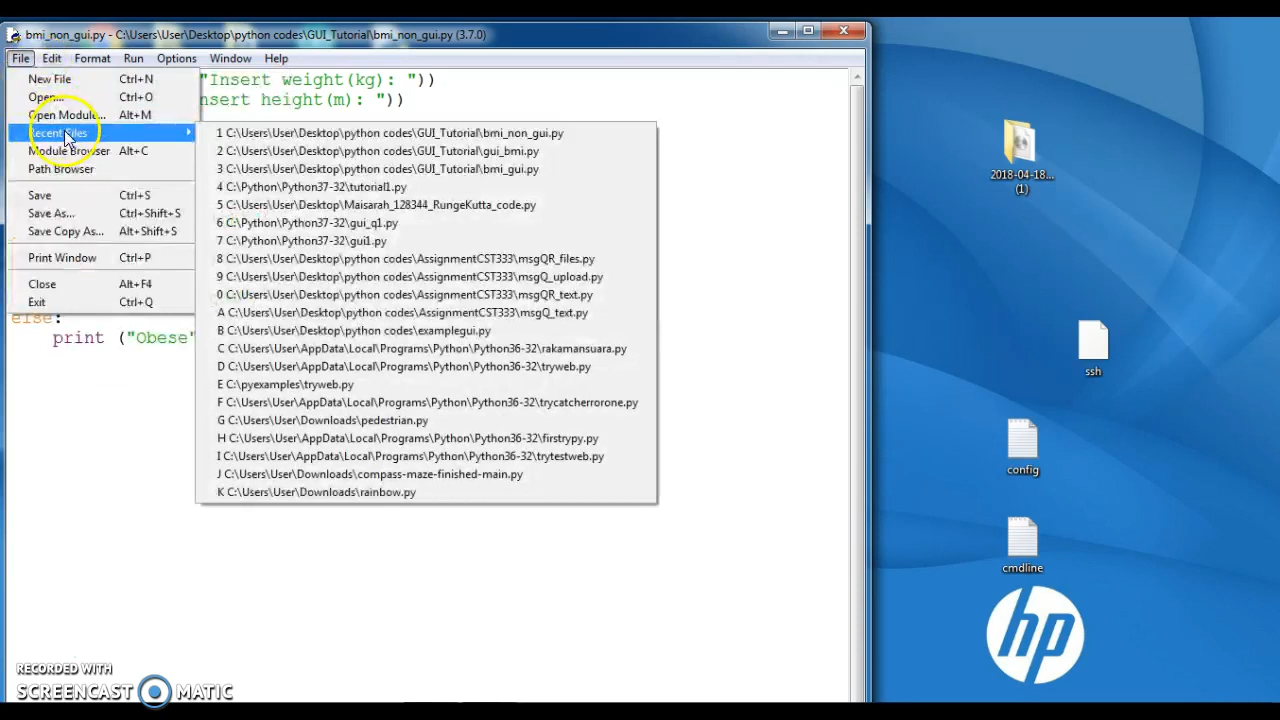 bmi_non_gui.py - C:\Users\User\Desktop\python codes\GUI_Tutorial\bmi_non_gui.py (3.7.0)
File Edit Format Run Options Window Help
"Insert weight(kg): "))
nsert height(m): "))
New File Ctrl+N
Open... Ctrl+O
Open Module... Alt+M
Recent Files
Module Browser Alt+C
Path Browser
Save Ctrl+S
Save As... Ctrl+Shift+S
Save Copy As... Alt+Shift+S
Print Window Ctrl+P
Close Alt+F4
Exit Ctrl+Q
1 C:\Users\User\Desktop\python codes\GUI_Tutorial\bmi_non_gui.py
2 C:\Users\User\Desktop\python codes\GUI_Tutorial\gui_bmi.py
3 C:\Users\User\Desktop\python codes\GUI_Tutorial\bmi_gui.py
4 C:\Python\Python37-32\tutorial1.py
5 C:\Users\User\Desktop\Maisarah_128344_RungeKutta_code.py
6 C:\Python\Python37-32\gui_q1.py
7 C:\Python\Python37-32\gui1.py
8 C:\Users\User\Desktop\python codes\AssignmentCST333\msgQR_files.py
9 C:\Users\User\Desktop\python codes\AssignmentCST333\msgQ_upload.py
0 C:\Users\User\Desktop\python codes\AssignmentCST333\msgQR_text.py
A C:\Users\User\Desktop\python codes\AssignmentCST333\msgQ_text.py
B C:\Users\User\Desktop\python codes\examplegui.py
C C:\Users\User\AppData\Local\Programs\Python\Python36-32\rakamansuara.py
D C:\Users\User\AppData\Local\Programs\Python\Python36-32\tryweb.py
E C:\pyexamples\tryweb.py
F C:\Users\User\AppData\Local\Programs\Python\Python36-32\trycatcherrorone.py
G C:\Users\User\Downloads\pedestrian.py
H C:\Users\User\AppData\Local\Programs\Python\Python36-32\firstrypy.py
I C:\Users\User\AppData\Local\Programs\Python\Python36-32\trytestweb.py
J C:\Users\User\Downloads\compass-maze-finished-main.py
K C:\Users\User\Downloads\rainbow.py
else:
print ("Obese"
2018-04-18...
(1)
ssh
config
cmdline
hp
RECORDED WITH
SCREENCAST MATIC